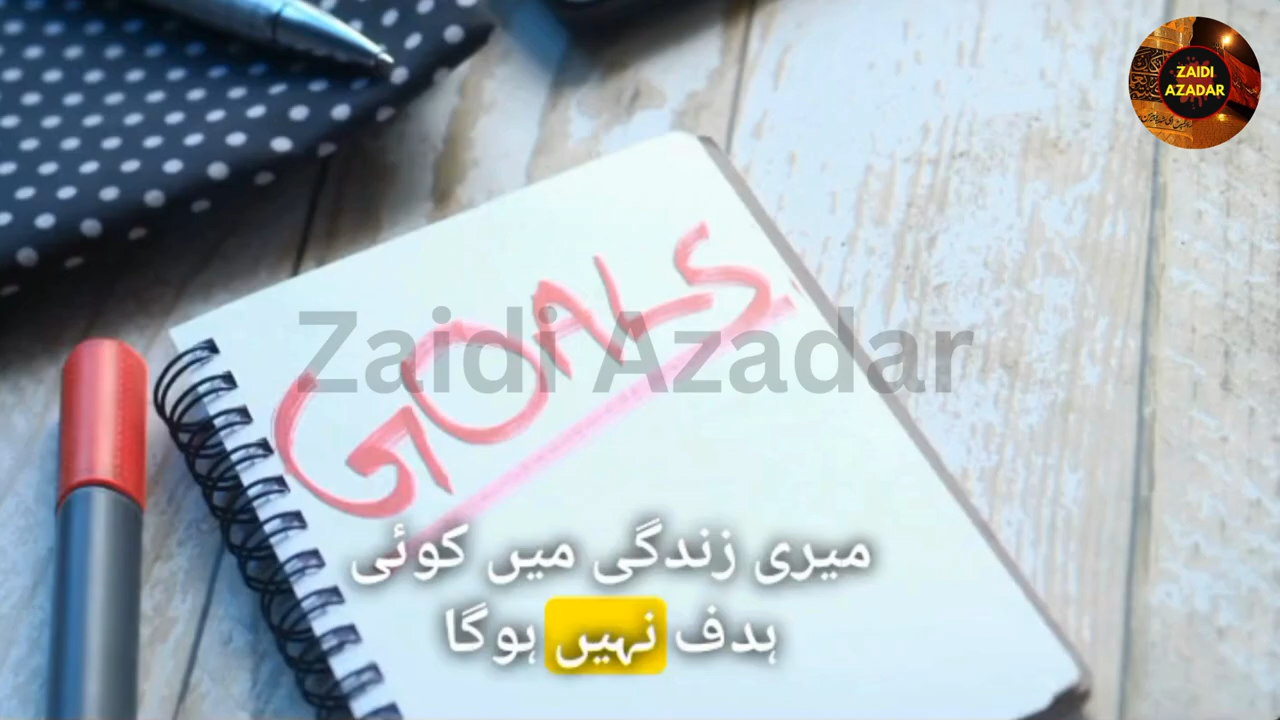 ZAIDI
AZADAR
GOALS
Zaidi Azadar
میری زندگی میں کوئی
ہدف نہیں ہوگا